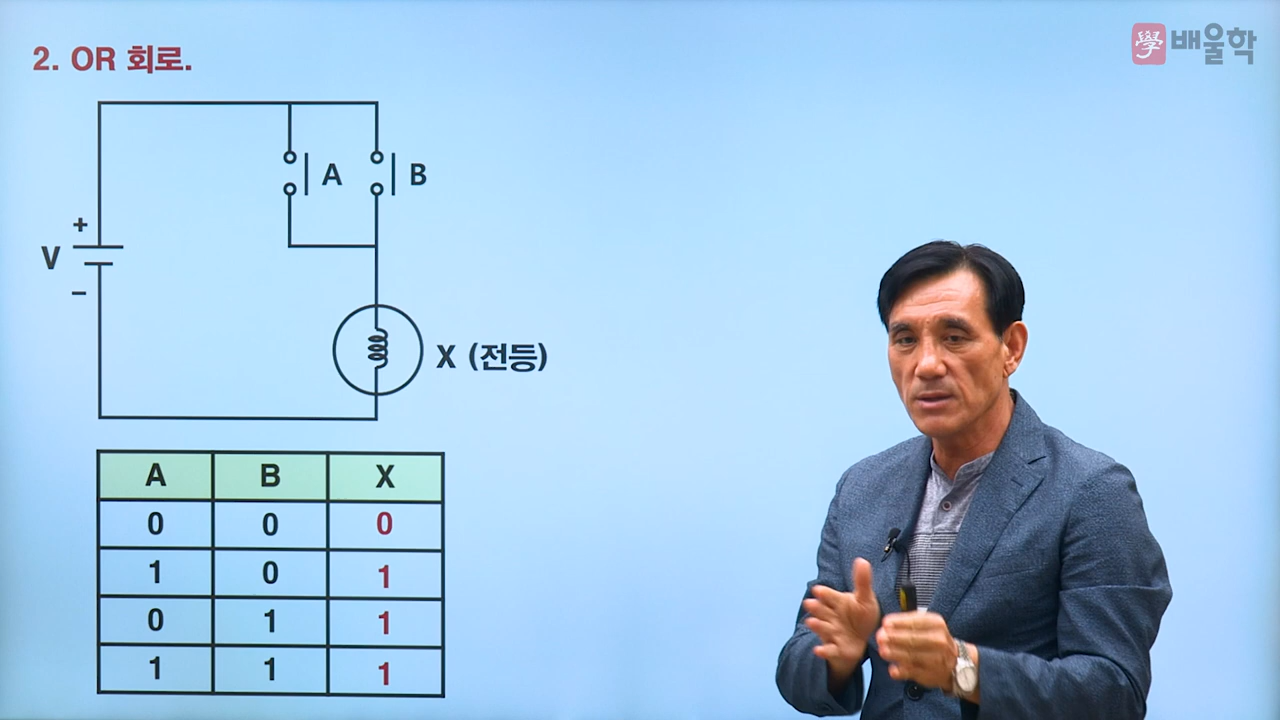 2. OR 회로.
學 배울학
A
B
+
V
−
X (전등)
A B X
0 0 0
1 0 1
0 1 1
1 1 1